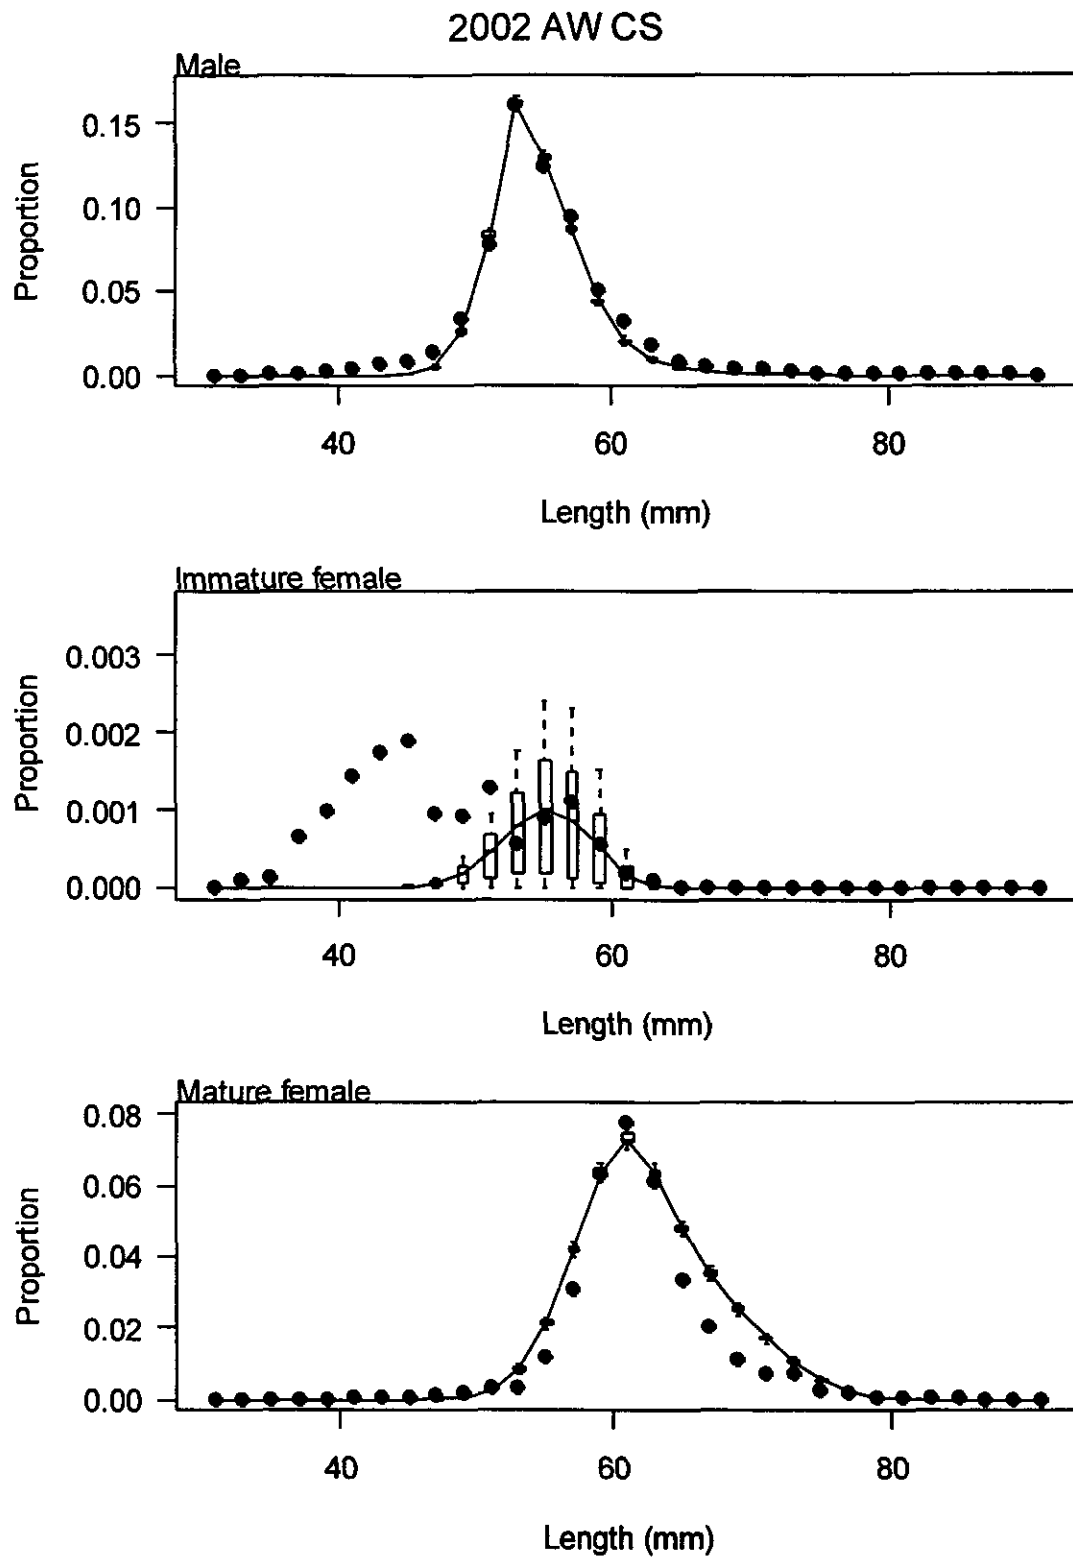 2002 AW CS
Male
Proportion
0.15
0.10
0.05
0.00
40 60 80
Length (mm)
Immature female
Proportion
0.003
0.002
0.001
0.000
40 60 80
Length (mm)
Mature female
Proportion
0.08
0.06
0.04
0.02
0.00
40 60 80
Length (mm)